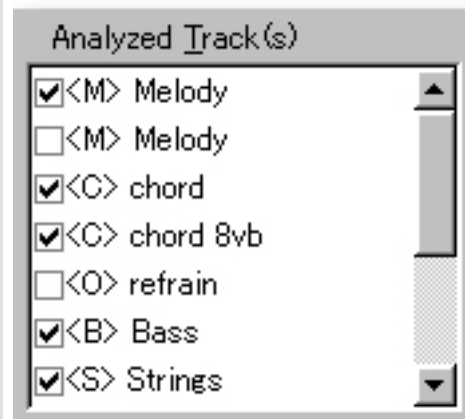 Analyzed Track(s)
<M> Melody
<M> Melody
<C> chord
<C> chord 8vb
<O> refrain
<B> Bass
<S> Strings